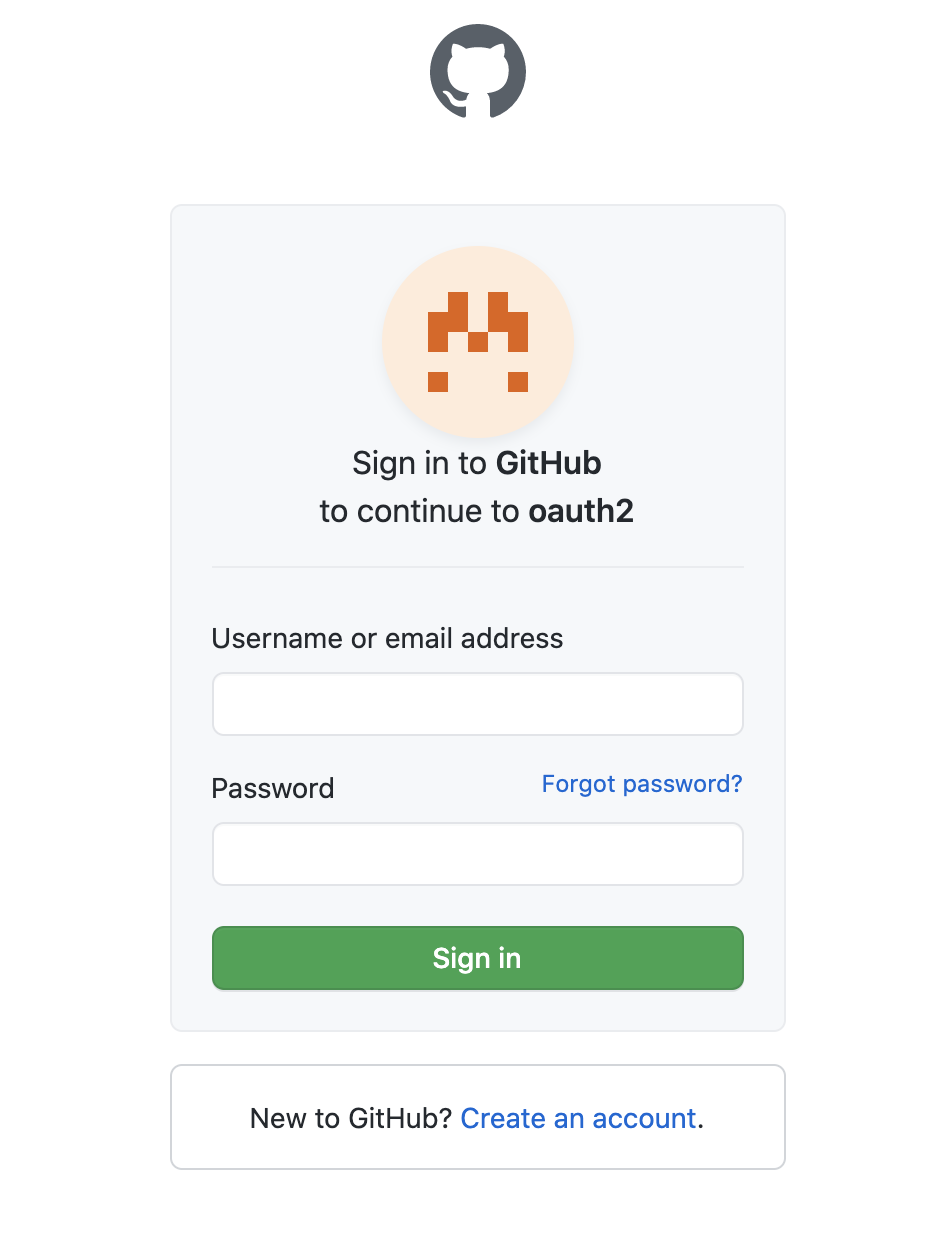 Sign in to GitHub
to continue to oauth2
Username or email address
Password
Forgot password?
Sign in
New to GitHub? Create an account.